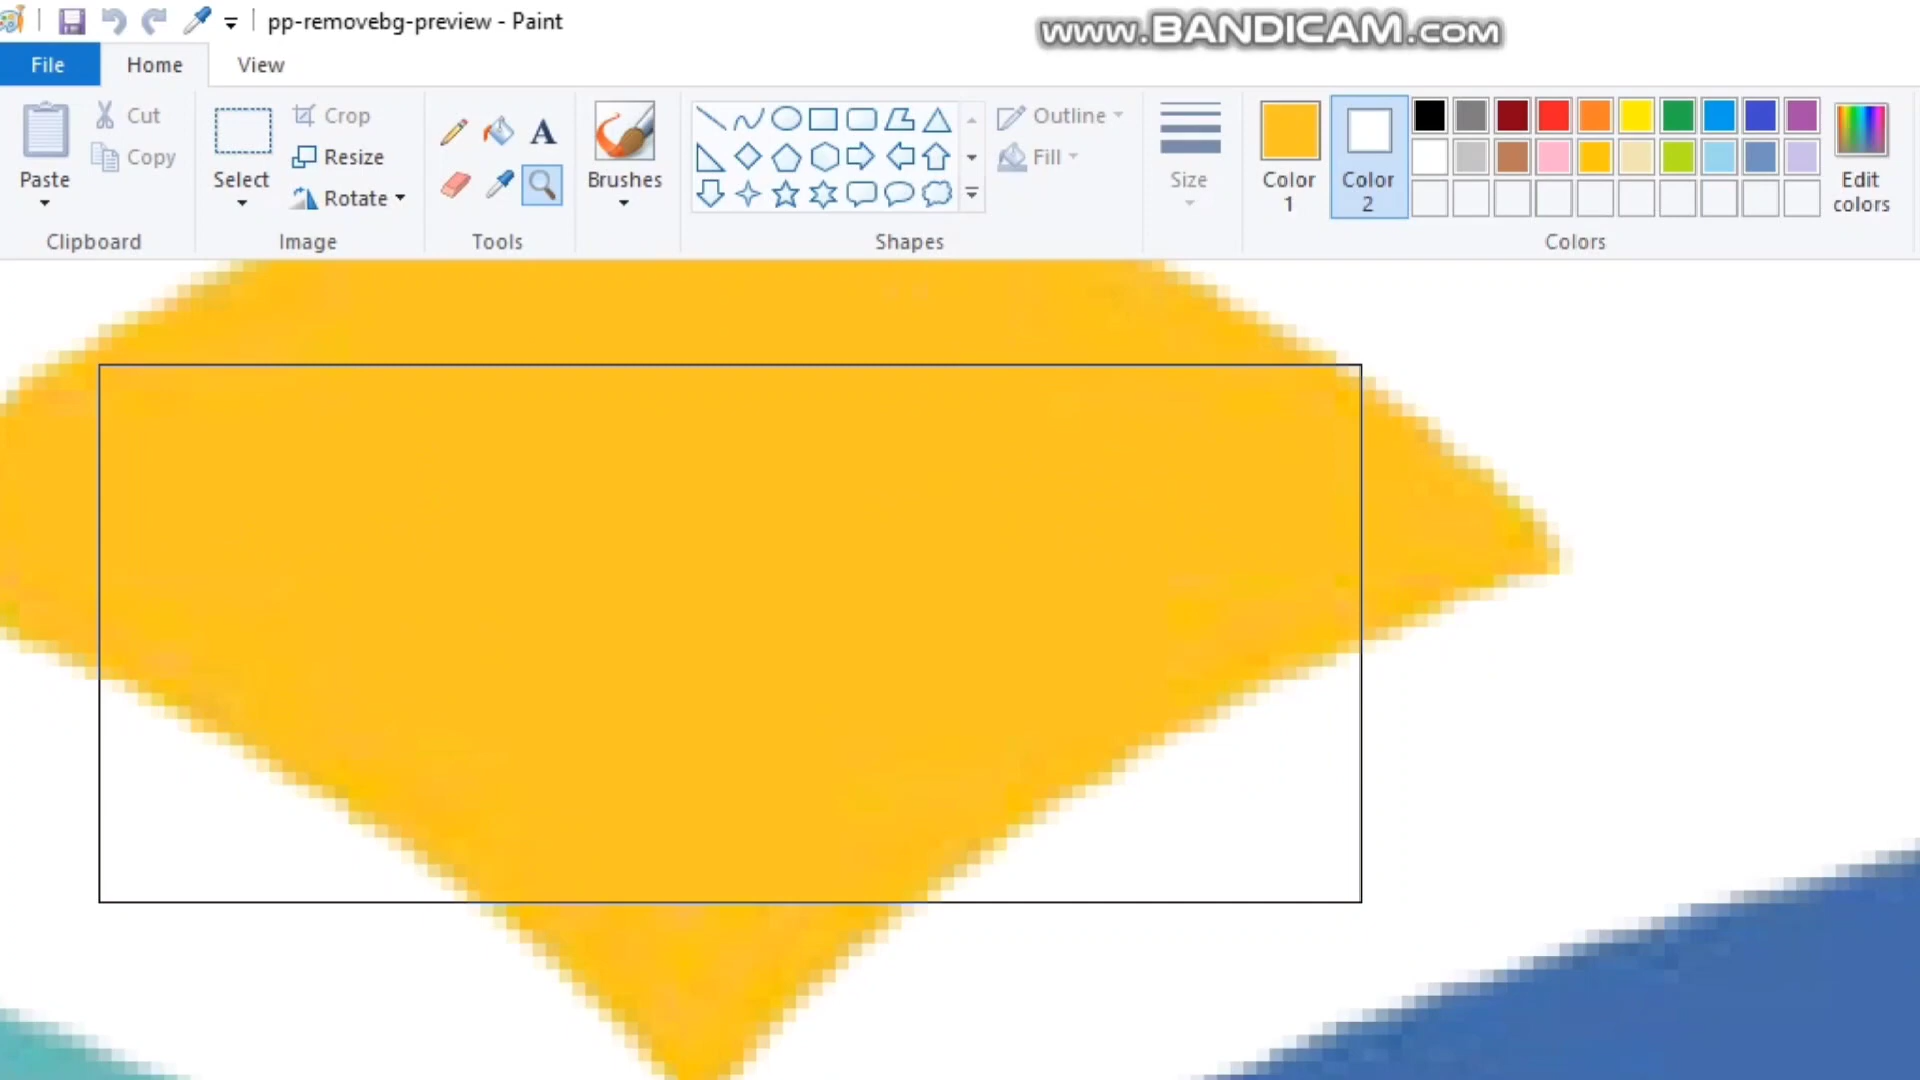 pp-removebg-preview - Paint
www.BANDICAM.com
File
Home
View
Paste
Cut
Copy
Clipboard
Select
Crop
Resize
Rotate
Image
A
Tools
Brushes
Shapes
Outline
Fill
Size
Color
1
Color
2
Colors
Edit
colors